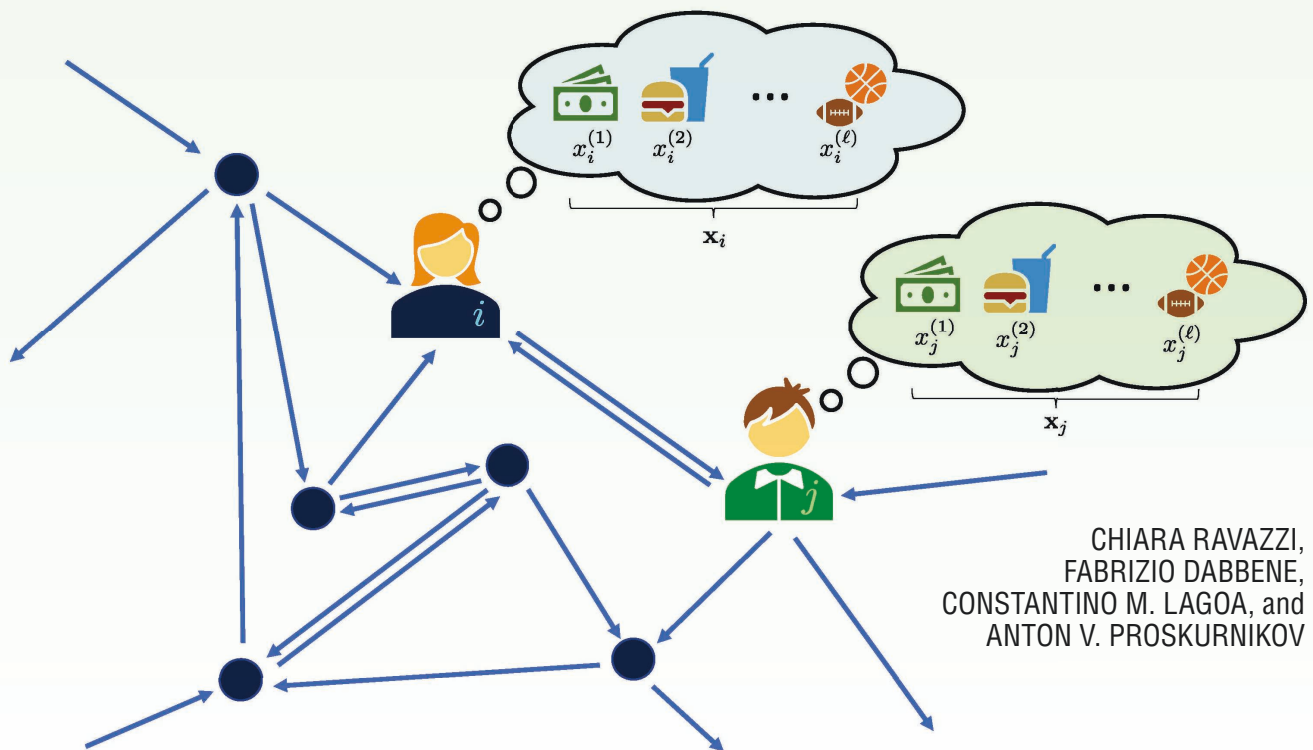 ...
x_i^{(1)} x_i^{(2)} x_i^{(ℓ)}
𝐱_i
i
...
x_j^{(1)} x_j^{(2)} x_j^{(ℓ)}
𝐱_j
j
CHIARA RAVAZZI,
FABRIZIO DABBENE,
CONSTANTINO M. LAGOA, and
ANTON V. PROSKURNIKOV